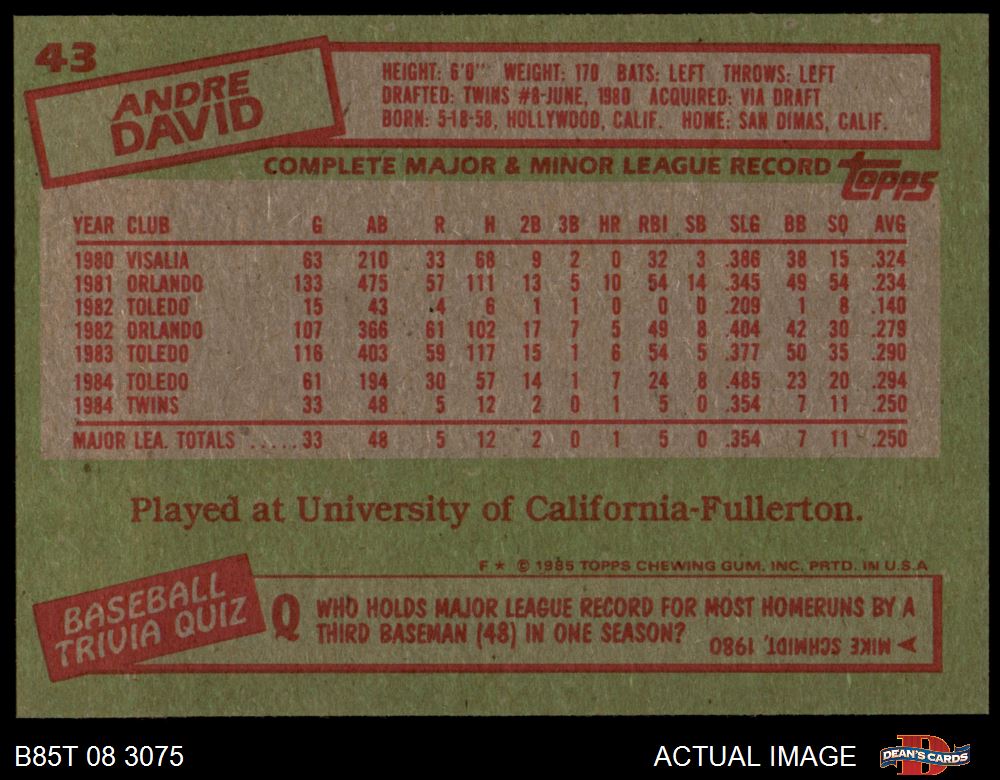 43
ANDRE
DAVID
HEIGHT: 6'0" WEIGHT: 170 BATS: LEFT THROWS: LEFT
DRAFTED: TWINS #8-JUNE, 1980 ACQUIRED: VIA DRAFT
BORN: 5-18-58, HOLLYWOOD, CALIF. HOME: SAN DIMAS, CALIF.
COMPLETE MAJOR & MINOR LEAGUE RECORD topps
YEAR CLUB G AB R H 2B 3B HR RBI SB SLG BB SO AVG
1980 VISALIA 63 210 33 68 9 2 0 32 3 .386 38 15 .324
1981 ORLANDO 133 475 57 111 13 5 10 54 14 .345 49 54 .234
1982 TOLEDO 15 43 4 6 1 1 0 0 0 .209 1 8 .140
1982 ORLANDO 107 366 61 102 17 7 5 49 8 .404 42 30 .279
1983 TOLEDO 116 403 59 117 15 1 6 54 5 .377 50 35 .290
1984 TOLEDO 61 194 30 57 14 1 7 24 8 .485 23 20 .294
1984 TWINS 33 48 5 12 2 0 1 5 0 .354 7 11 .250
MAJOR LEA. TOTALS .....33 48 5 12 2 0 1 5 0 .354 7 11 .250
Played at University of California-Fullerton.
F * © 1985 TOPPS CHEWING GUM, INC. PRTD. IN U.S.A
BASEBALL
TRIVIA QUIZ
Q WHO HOLDS MAJOR LEAGUE RECORD FOR MOST HOMERUNS BY A
THIRD BASEMAN (48) IN ONE SEASON?
A MIKE SCHMIDT, 1980
B85T 08 3075
ACTUAL IMAGE
D
DEAN'S CARDS